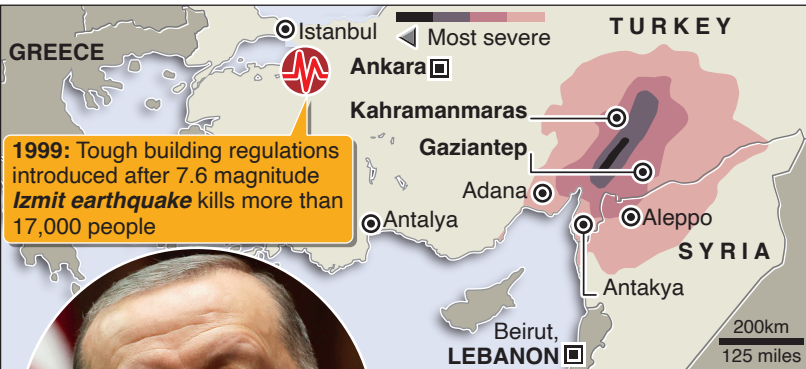 TURKEY
Istanbul
Most severe
GREECE
Ankara
Kahramanmaras
1999: Tough building regulations
introduced after 7.6 magnitude
Izmit earthquake kills more than
17,000 people
Gaziantep
Adana
Antalya
Aleppo
SYRIA
Antakya
Beirut,
LEBANON
200km
125 miles